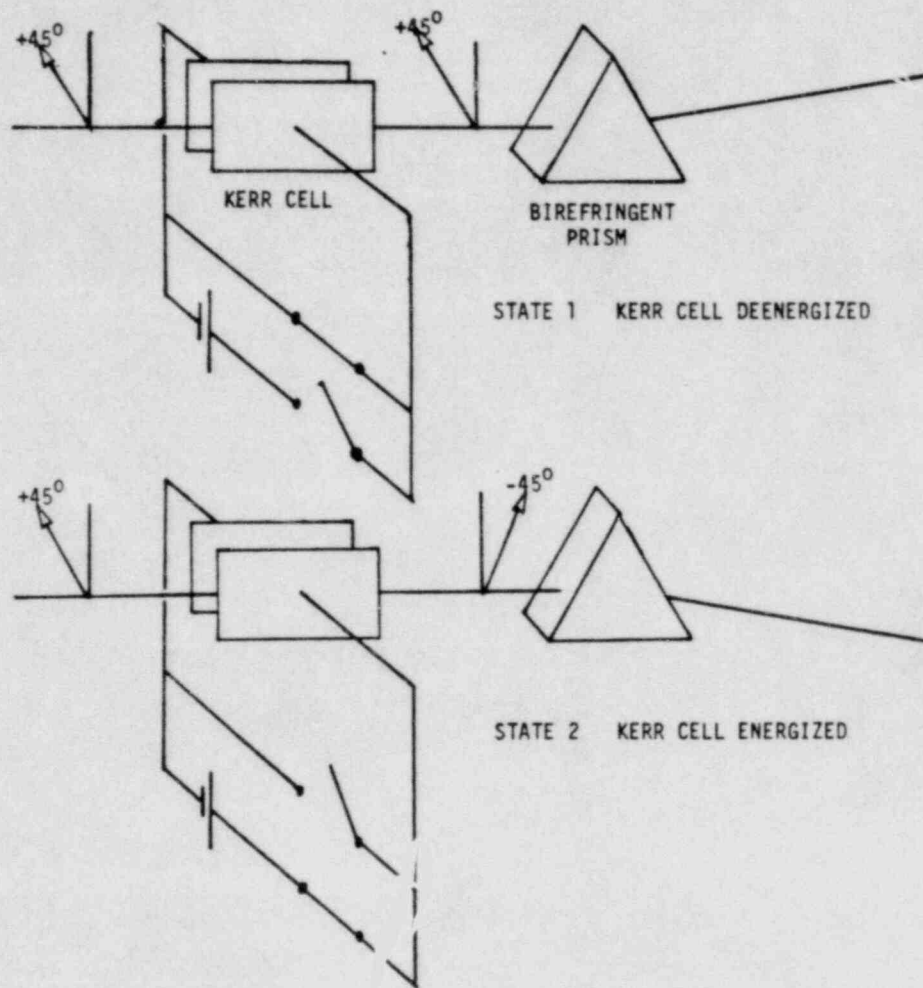 +45°
+45°
KERR CELL
BIREFRINGENT
PRISM
STATE 1 KERR CELL DEENERGIZED
+45°
-45°
STATE 2 KERR CELL ENERGIZED